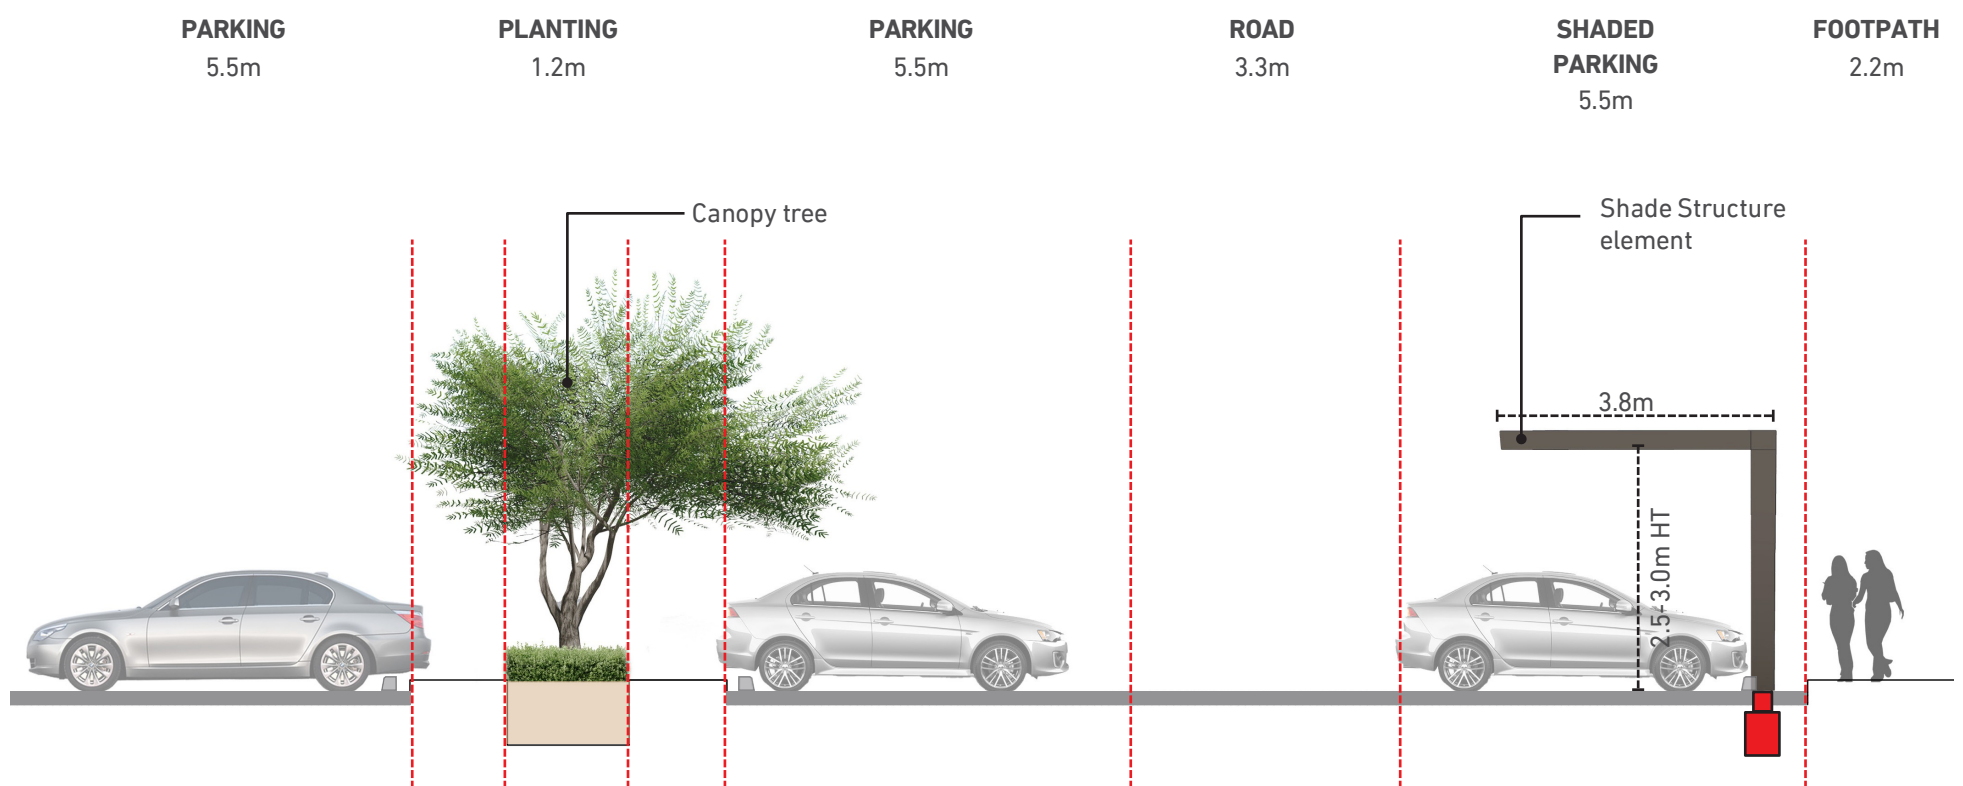 PARKING
5.5m
PLANTING
1.2m
PARKING
5.5m
ROAD
3.3m
SHADED
PARKING
5.5m
FOOTPATH
2.2m
Canopy tree
Shade Structure
element
3.8m
2.5-3.0m HT